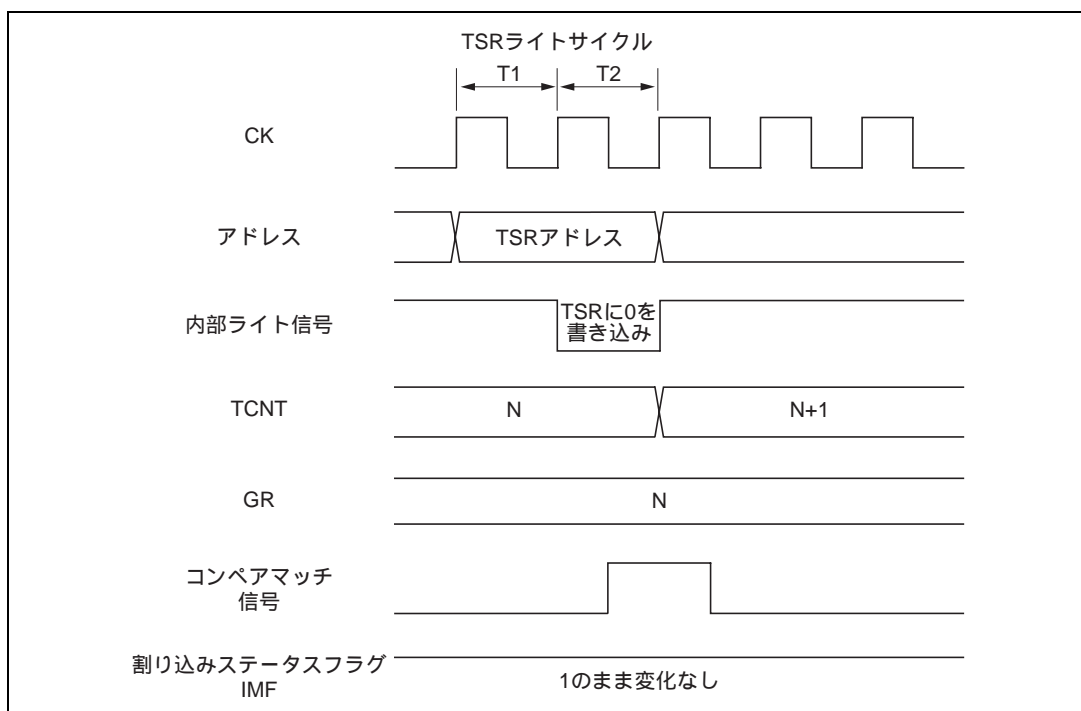 TSRライトサイクル
T1
T2
CK
アドレス
TSRアドレス
内部ライト信号
TSRに0を
書き込み
TCNT
N
N+1
GR
N
コンペアマッチ
信号
割り込みステータスフラグ
IMF
1のまま変化なし